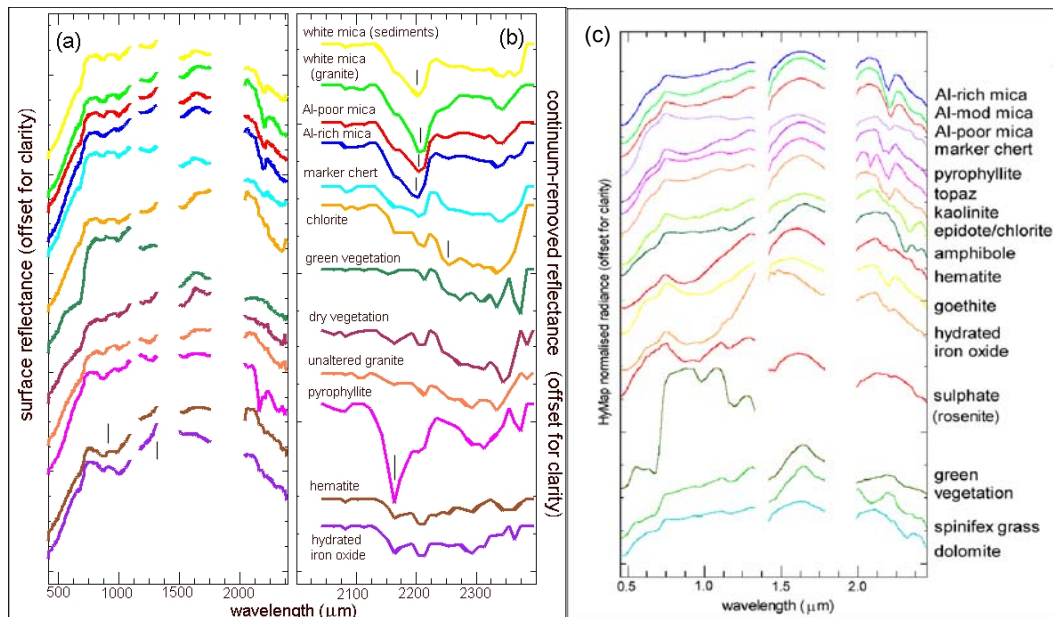 (a)
surface reflectance (offset for clarity)
500 1000 1500 2000
wavelength (μm)
(b)
white mica (sediments)
white mica
(granite)
Al-poor mica
Al-rich mica
marker chert
chlorite
green vegetation
dry vegetation
unaltered granite
pyrophyllite
hematite
hydrated
iron oxide
2100 2200 2300
wavelength (μm)
continuum-removed reflectance (offset for clarity)
(c)
HyMap normalised radiance (offset for clarity)
Al-rich mica
Al-mod mica
Al-poor mica
marker chert
pyrophyllite
topaz
kaolinite
epidote/chlorite
amphibole
hematite
goethite
hydrated
iron oxide
sulphate
(rosenite)
green
vegetation
spinifex grass
dolomite
0.5 1.0 1.5 2.0
wavelength (μm)